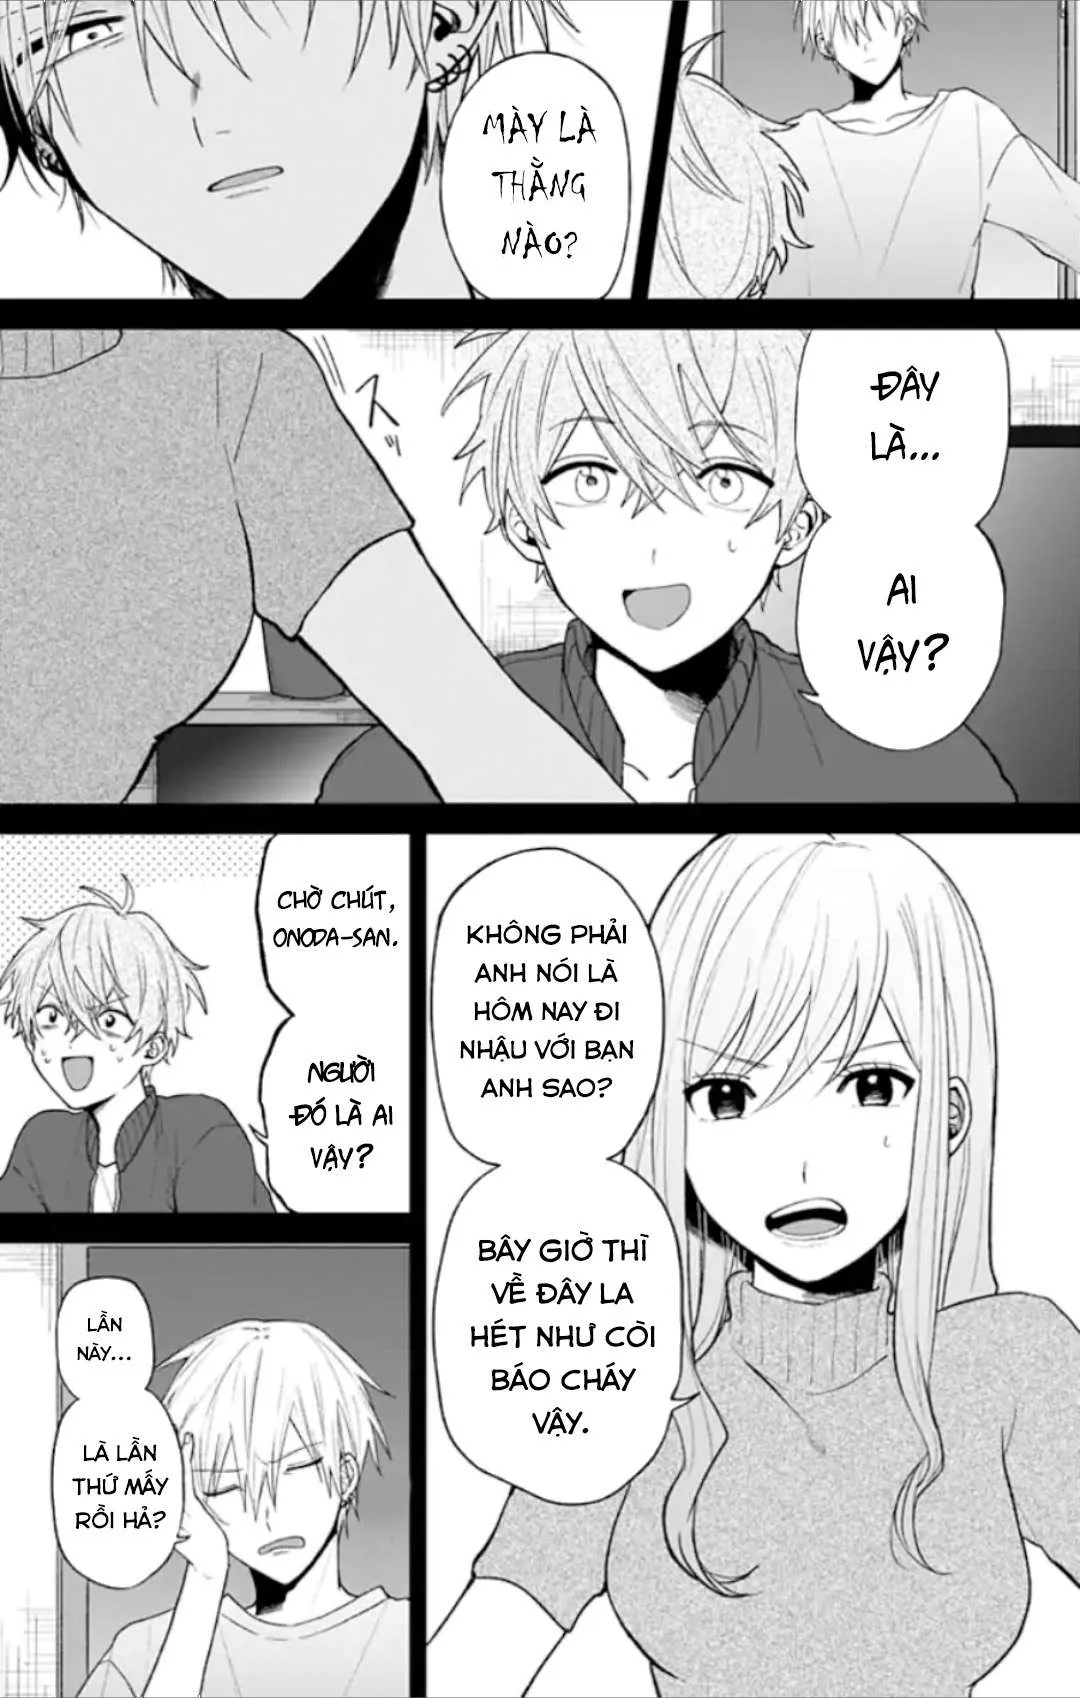 MÀY LÀ
THẰNG
NÀO?
ĐÂY
LÀ...
AI
VẬY?
ズッ
KHÔNG PHẢI
ANH NÓI LÀ
HÔM NAY ĐI
NHẬU VỚI BẠN
ANH SAO?
BÂY GIỜ THÌ
VỀ ĐÂY LA
HÉT NHƯ CÒI
BÁO CHÁY
VẬY.
CHỜ CHÚT,
ONODA-SAN.
NGƯỜI
ĐÓ LÀ AI
VẬY?
LẦN
NÀY...
LÀ LẦN
THỨ MẤY
RỒI HẢ?